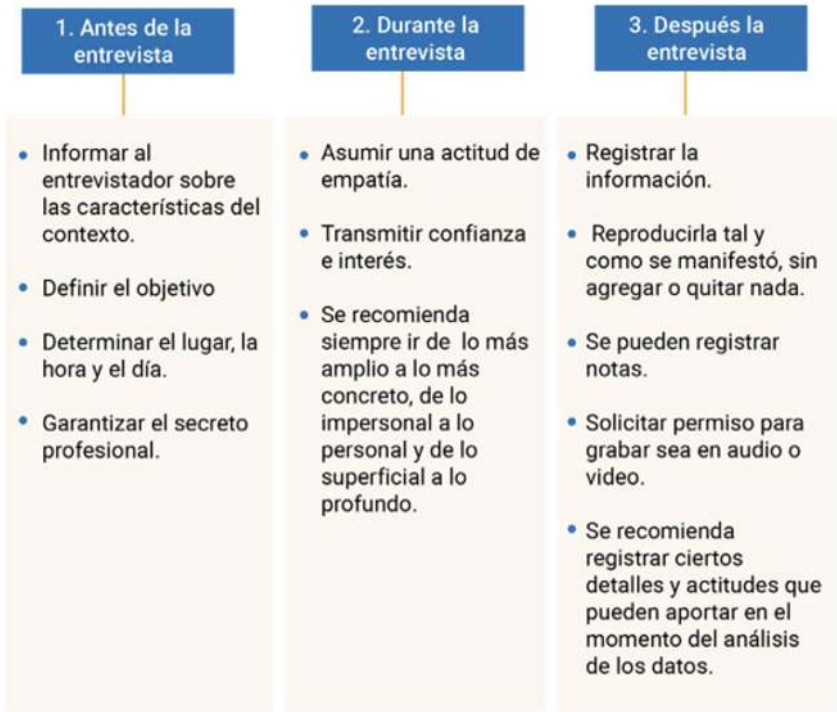 1. Antes de la
entrevista
• Informar al
entrevistador sobre
las características del
contexto.
• Definir el objetivo
• Determinar el lugar, la
hora y el día.
• Garantizar el secreto
profesional.
2. Durante la
entrevista
• Asumir una actitud de
empatía.
• Transmitir confianza
e interés.
• Se recomienda
siempre ir de lo más
amplio a lo más
concreto, de lo
impersonal a lo
personal y de lo
superficial a lo
profundo.
3. Después la
entrevista
• Registrar la
información.
• Reproducirla tal y
como se manifestó, sin
agregar o quitar nada.
• Se pueden registrar
notas.
• Solicitar permiso para
grabar sea en audio o
video.
• Se recomienda
registrar ciertos
detalles y actitudes que
pueden aportar en el
momento del análisis
de los datos.